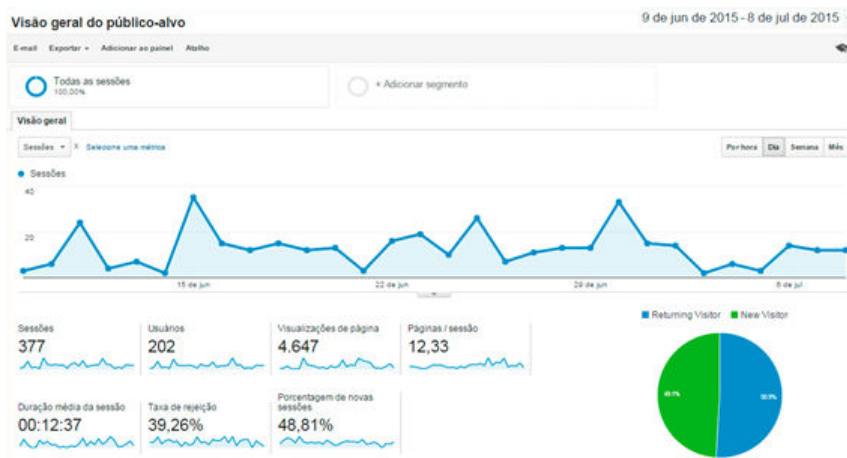 Visão geral do público-alvo
9 de jun de 2015 - 8 de jul de 2015
E-mail Exportar Adicionar ao painel Atalho
Todas as sessões
100,00%
+ Adicionar segmento
Visão geral
Sessões X Selecione uma métrica
Por hora Dia Semana Mês
Sessões
40
20
15 de jun 22 de jun 29 de jun 6 de jul
Returning Visitor New Visitor
Sessões
377
Usuários
202
Visualizações de página
4.647
Páginas / sessão
12,33
49.1%
50.9%
Duração média da sessão
00:12:37
Taxa de rejeição
39,26%
Porcentagem de novas
sessões
48,81%